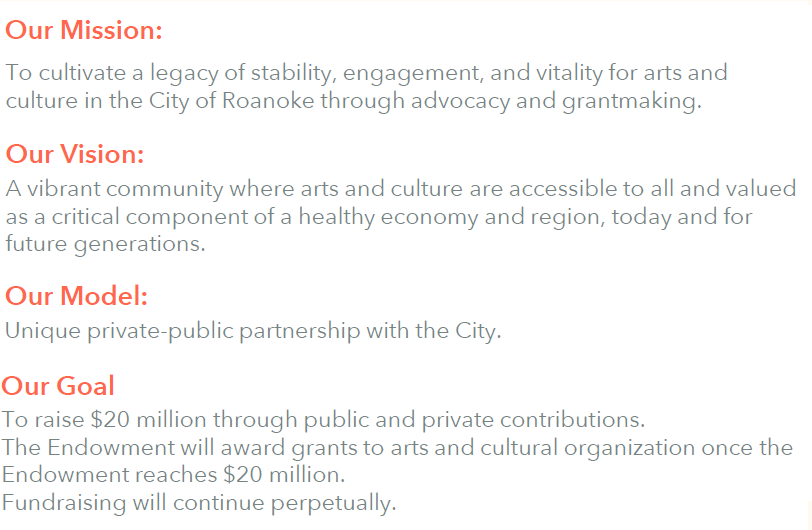 Our Mission:
To cultivate a legacy of stability, engagement, and vitality for arts and
culture in the City of Roanoke through advocacy and grantmaking.
Our Vision:
A vibrant community where arts and culture are accessible to all and valued
as a critical component of a healthy economy and region, today and for
future generations.
Our Model:
Unique private-public partnership with the City.
Our Goal
To raise $20 million through public and private contributions.
The Endowment will award grants to arts and cultural organization once the
Endowment reaches $20 million.
Fundraising will continue perpetually.